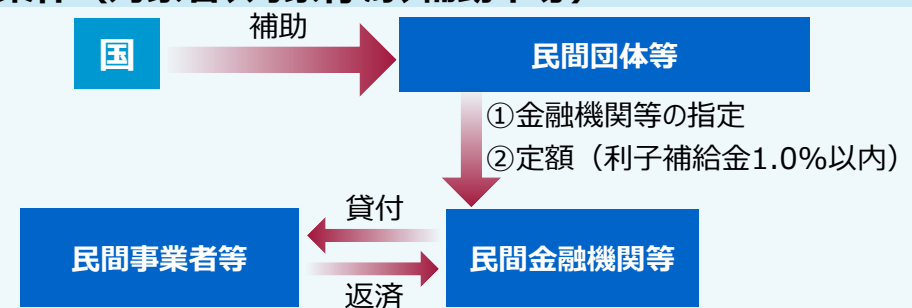 補助
国
民間団体等
①金融機関等の指定
②定額（利子補給金1.0%以内）
貸付
民間事業者等
民間金融機関等
返済